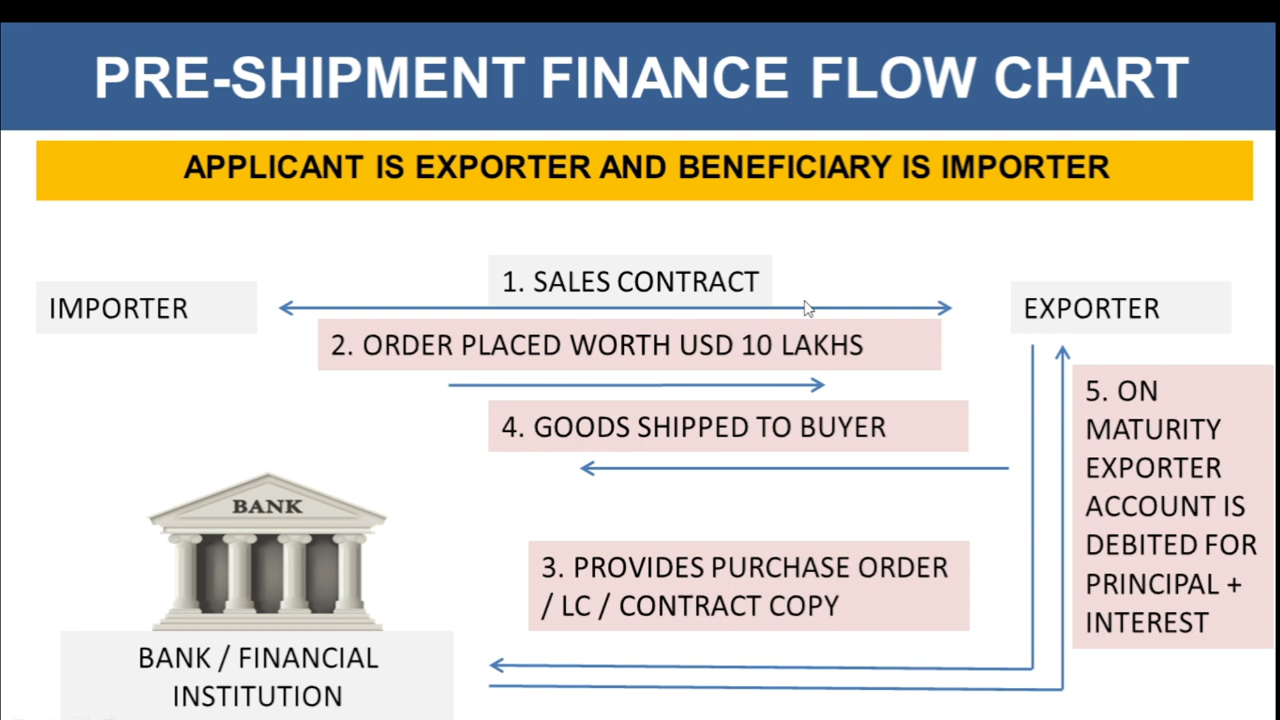 PRE-SHIPMENT FINANCE FLOW CHART
APPLICANT IS EXPORTER AND BENEFICIARY IS IMPORTER
1. SALES CONTRACT
IMPORTER
EXPORTER
2. ORDER PLACED WORTH USD 10 LAKHS
4. GOODS SHIPPED TO BUYER
5. ON
MATURITY
EXPORTER
ACCOUNT IS
DEBITED FOR
PRINCIPAL +
INTEREST
BANK
3. PROVIDES PURCHASE ORDER
/ LC / CONTRACT COPY
BANK / FINANCIAL
INSTITUTION